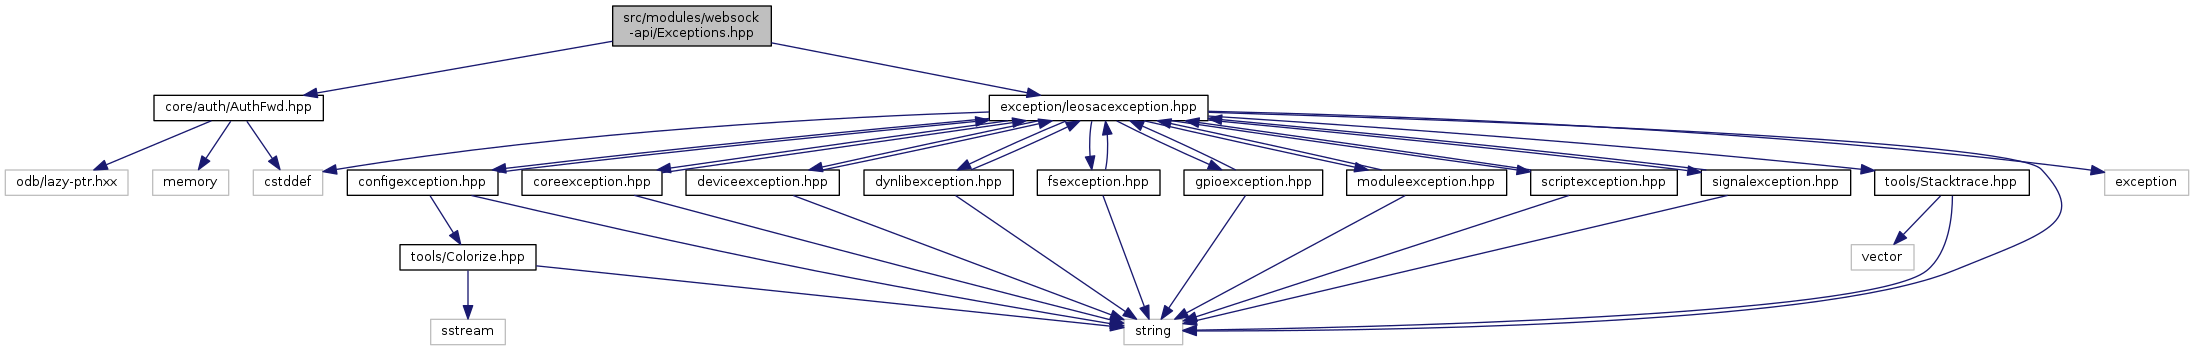 src/modules/websock
-api/Exceptions.hpp
core/auth/AuthFwd.hpp
exception/leosacexception.hpp
odb/lazy-ptr.hxx
memory
cstddef
configexception.hpp
coreexception.hpp
deviceexception.hpp
dynlibexception.hpp
fsexception.hpp
gpioexception.hpp
moduleexception.hpp
scriptexception.hpp
signalexception.hpp
tools/Stacktrace.hpp
exception
tools/Colorize.hpp
vector
sstream
string